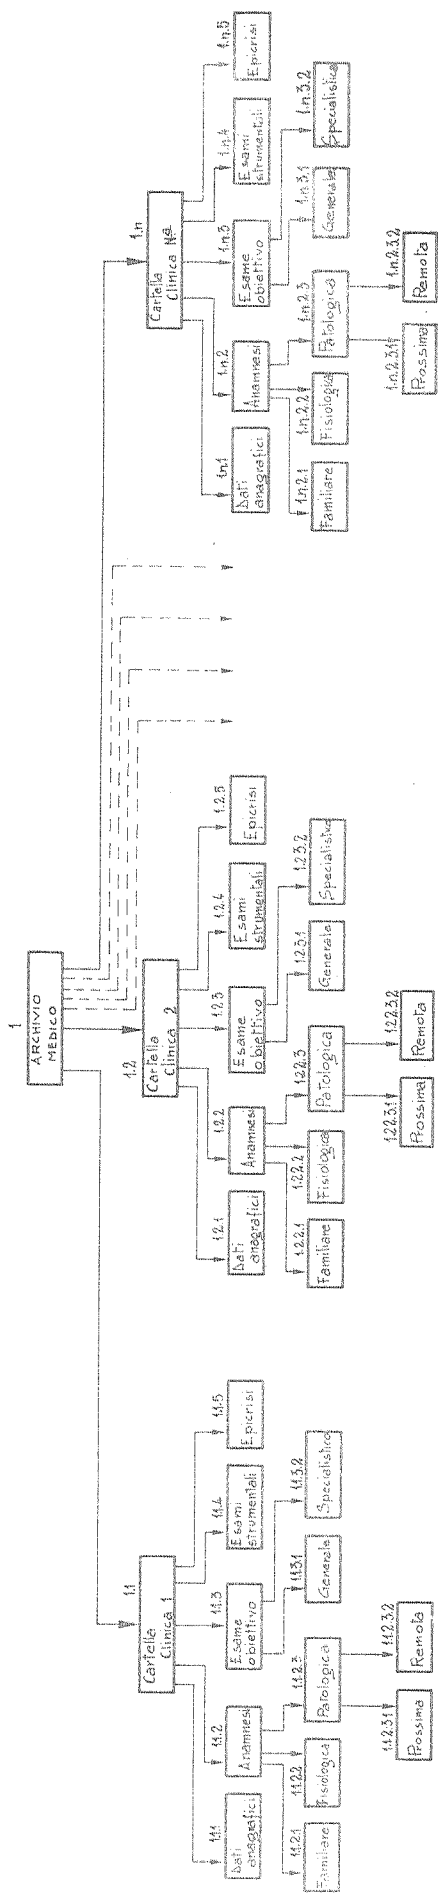 1
ARCHIVIO
MEDICO
1.1
Cartella
Clinica 1
1.1.1
Dati
anagrafici
1.1.2
Anamnesi
1.1.3
Esame
obiettivo
1.1.4
Esami
strumentali
1.1.5
Epicrisi
1.1.2.1
Familiare
1.1.2.2
Fisiologica
1.1.2.3
Patologica
1.1.3.1
Generale
1.1.3.2
Specialistico
1.1.2.3.1
Prossima
1.1.2.3.2
Remota
1.2
Cartella
Clinica 2
1.2.1
Dati
anagrafici
1.2.2
Anamnesi
1.2.3
Esame
obiettivo
1.2.4
Esami
strumentali
1.2.5
Epicrisi
1.2.2.1
Familiare
1.2.2.2
Fisiologica
1.2.2.3
Patologica
1.2.3.1
Generale
1.2.3.2
Specialistivo
1.2.2.3.1
Prossima
1.2.2.3.2
Remota
1.n
Cartella
Clinica Nª
1.n.1
Dati
anagrafici
1.n.2
Anamnesi
1.n.3
Esame
obiettivo
1.n.4
Esami
strumentali
1.n.5
Epicrisi
1.n.2.1
Familiare
1.n.2.2
Fisiologica
1.n.2.3
Patologica
1.n.3.1
Generale
1.n.3.2
Specialistica
1.n.2.3.1
Prossima
1.n.2.3.2
Remota